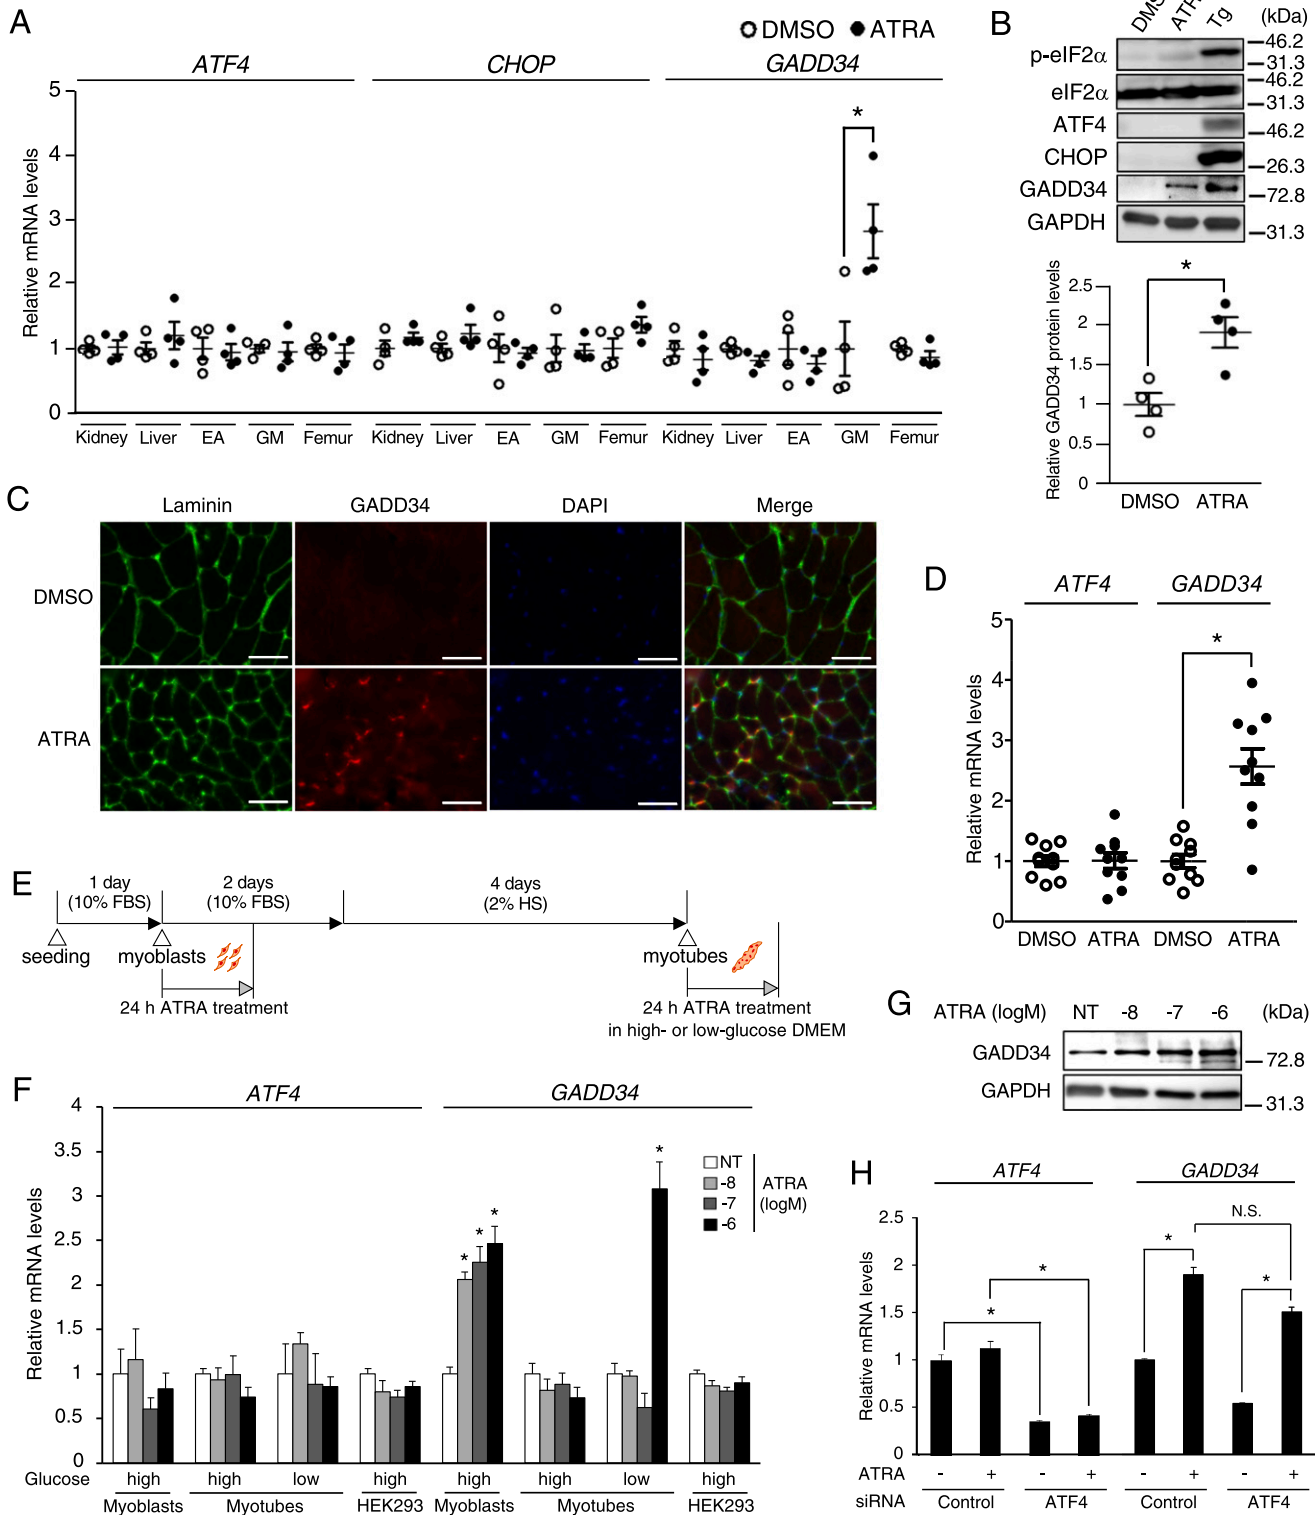 A
DMSO ATRA
ATF4 CHOP GADD34
Relative mRNA levels
5
4
3
2
1
0
*
Kidney Liver EA GM Femur Kidney Liver EA GM Femur Kidney Liver EA GM Femur
B
Tg (kDa)
p-eIF2α
46.2
31.3
eIF2α
46.2
31.3
ATF4
46.2
CHOP
26.3
GADD34
72.8
GAPDH
31.3
Relative GADD34 protein levels
2.5
2
1.5
1
0.5
0
*
DMSO ATRA
C
Laminin GADD34 DAPI Merge
DMSO
ATRA
D
ATF4 GADD34
Relative mRNA levels
5
4
3
2
1
0
*
DMSO ATRA DMSO ATRA
E
1 day
(10% FBS)
2 days
(10% FBS)
4 days
(2% HS)
seeding
myoblasts
myotubes
24 h ATRA treatment
24 h ATRA treatment
in high- or low-glucose DMEM
F
ATF4 GADD34
Relative mRNA levels
4
3.5
3
2.5
2
1.5
1
0.5
0
* * * *
NT
-8
-7
-6
ATRA
(logM)
Glucose high high low high high high low high
Myoblasts Myotubes HEK293 Myoblasts Myotubes HEK293
G
ATRA (logM) NT -8 -7 -6 (kDa)
GADD34
72.8
GAPDH
31.3
H
ATF4 GADD34
Relative mRNA levels
2.5
2
1.5
1
0.5
0
* * * N.S. *
ATRA - + - + - + - +
siRNA Control ATF4 Control ATF4